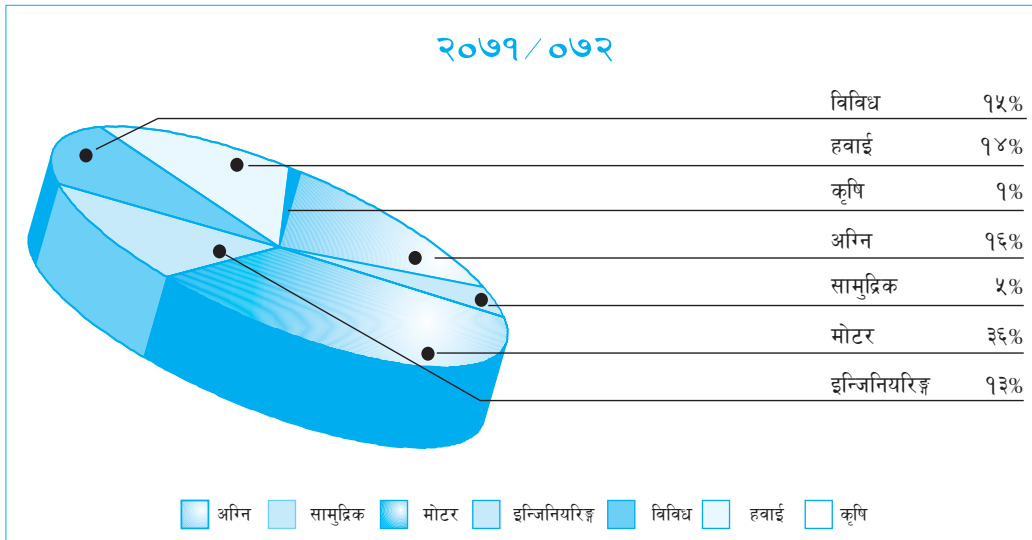 २०७१/०७२
विविध १५%
हवाई १४%
कृषि १%
अग्नि १६%
सामुद्रिक ५%
मोटर ३६%
इन्जिनियरिङ्ग १३%
अग्नि सामुद्रिक मोटर इन्जिनियरिङ्ग विविध हवाई कृषि